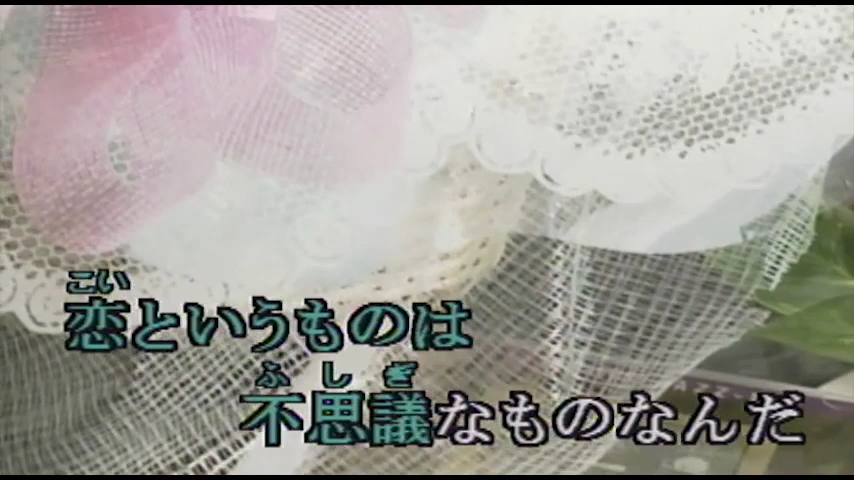 こい
恋というものは
ふしぎ
不思議なものなんだ